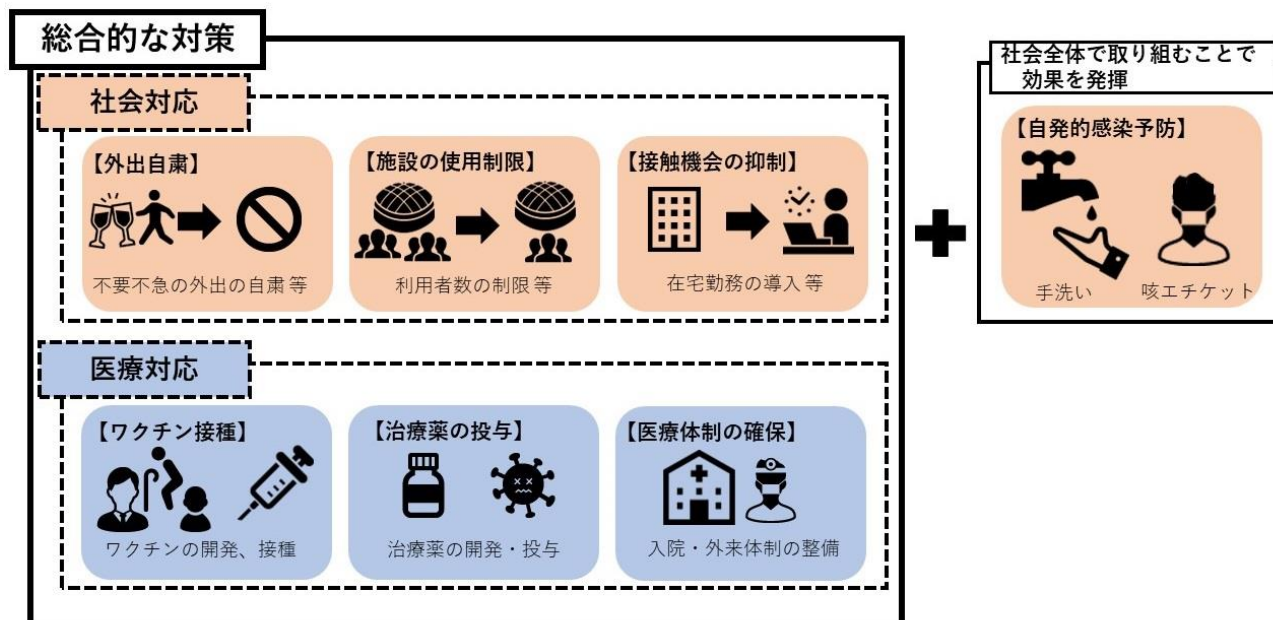 総合的な対策
社会対応
【外出自粛】
不要不急の外出の自粛 等
【施設の使用制限】
利用者数の制限 等
【接触機会の抑制】
在宅勤務の導入 等
医療対応
【ワクチン接種】
ワクチンの開発、接種
【治療薬の投与】
治療薬の開発・投与
【医療体制の確保】
入院・外来体制の整備
社会全体で取り組むことで
効果を発揮
【自発的感染予防】
手洗い
咳エチケット